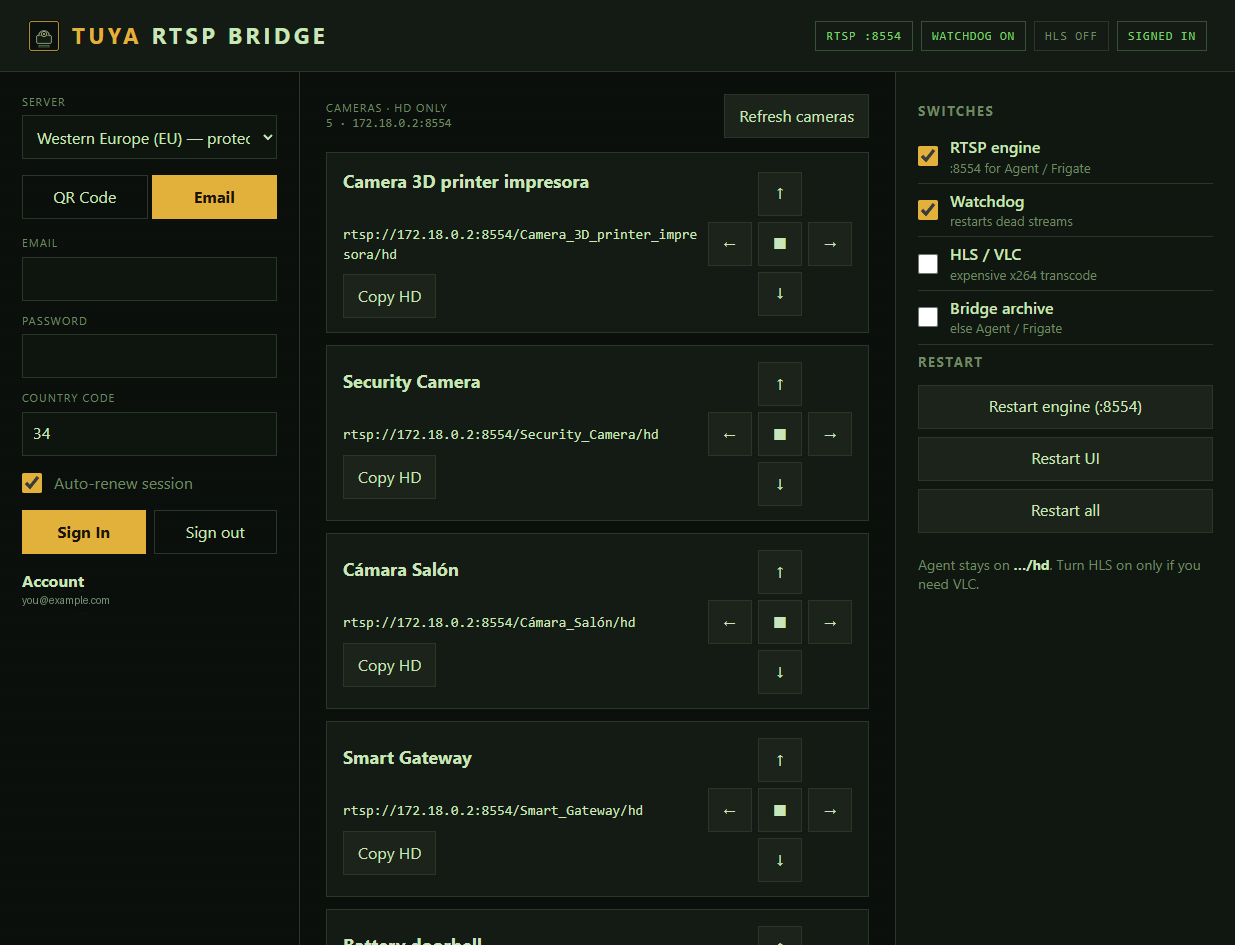 TUYA RTSP BRIDGE
RTSP :8554
WATCHDOG ON
HLS OFF
SIGNED IN
SERVER
Western Europe (EU) — protec
QR Code
Email
EMAIL
PASSWORD
COUNTRY CODE
34
Auto-renew session
Sign In
Sign out
Account
you@example.com
CAMERAS · HD ONLY
5 · 172.18.0.2:8554
Refresh cameras
Camera 3D printer impresora
rtsp://172.18.0.2:8554/Camera_3D_printer_impre
sora/hd
Copy HD
↑
←
■
→
↓
Security Camera
rtsp://172.18.0.2:8554/Security_Camera/hd
Copy HD
↑
←
■
→
↓
Cámara Salón
rtsp://172.18.0.2:8554/Cámara_Salón/hd
Copy HD
↑
←
■
→
↓
Smart Gateway
rtsp://172.18.0.2:8554/Smart_Gateway/hd
Copy HD
↑
←
■
→
↓
Battery doorbell
SWITCHES
RTSP engine
:8554 for Agent / Frigate
Watchdog
restarts dead streams
HLS / VLC
expensive x264 transcode
Bridge archive
else Agent / Frigate
RESTART
Restart engine (:8554)
Restart UI
Restart all
Agent stays on .../hd. Turn HLS on only if you
need VLC.